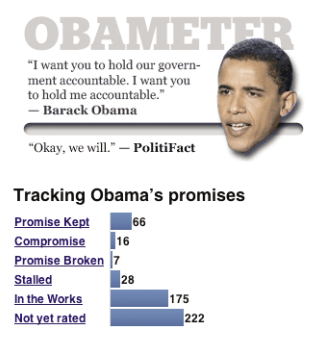 OBAMETER
“I want you to hold our govern-
ment accountable. I want you
to hold me accountable.”
— Barack Obama
“Okay, we will.” — PolitiFact
Tracking Obama’s promises
Promise Kept 66
Compromise 16
Promise Broken 7
Stalled 28
In the Works 175
Not yet rated 222